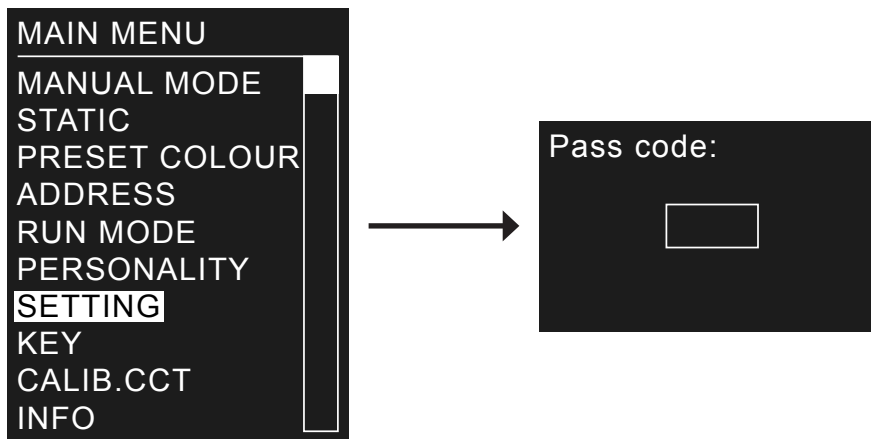 MAIN MENU
MANUAL MODE
STATIC
PRESET COLOUR
ADDRESS
RUN MODE
PERSONALITY
SETTING
KEY
CALIB.CCT
INFO
Pass code: